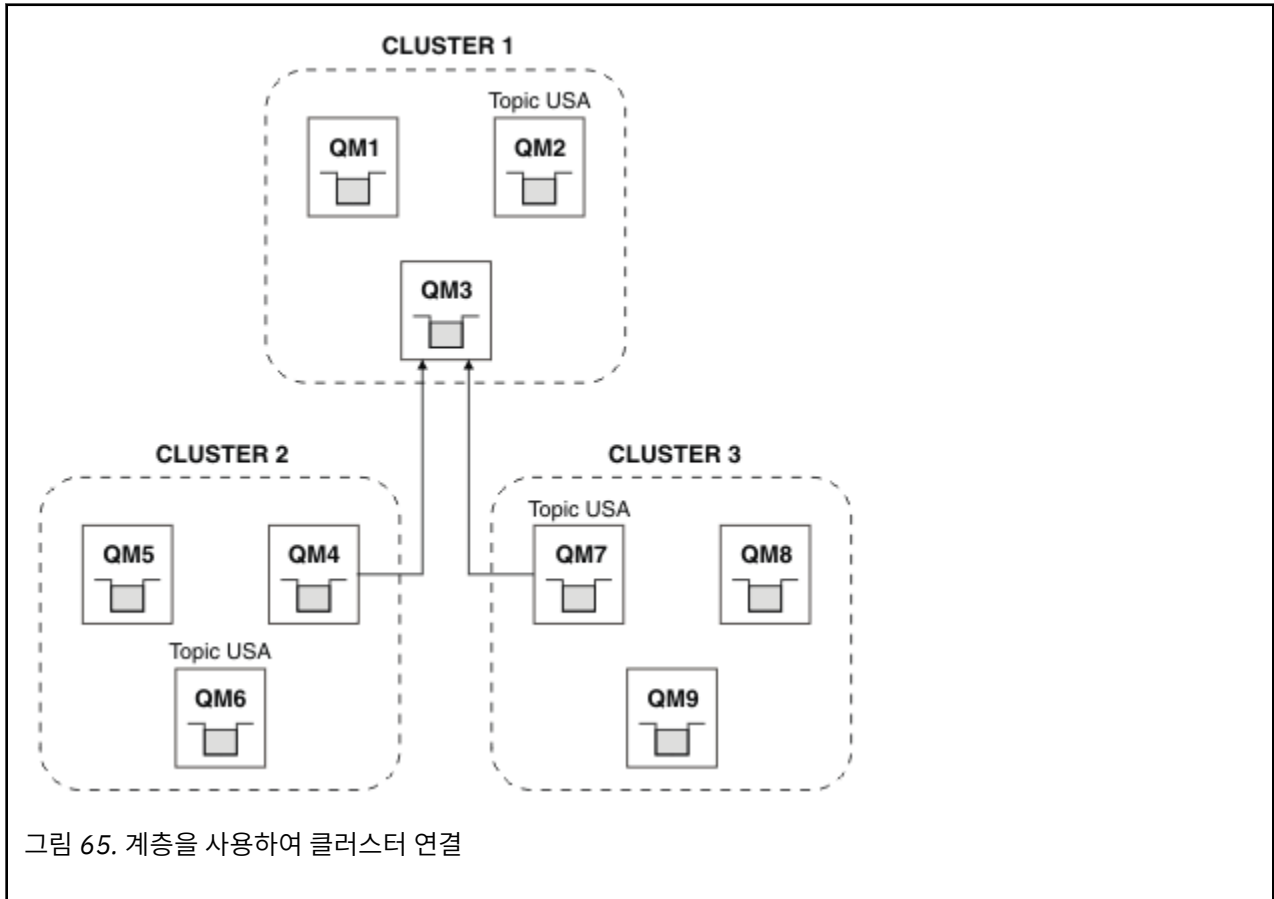 CLUSTER 1
Topic USA
QM1
QM2
QM3
CLUSTER 2
CLUSTER 3
Topic USA
QM5
QM4
QM7
QM8
Topic USA
QM6
QM9
그림 65. 계층을 사용하여 클러스터 연결